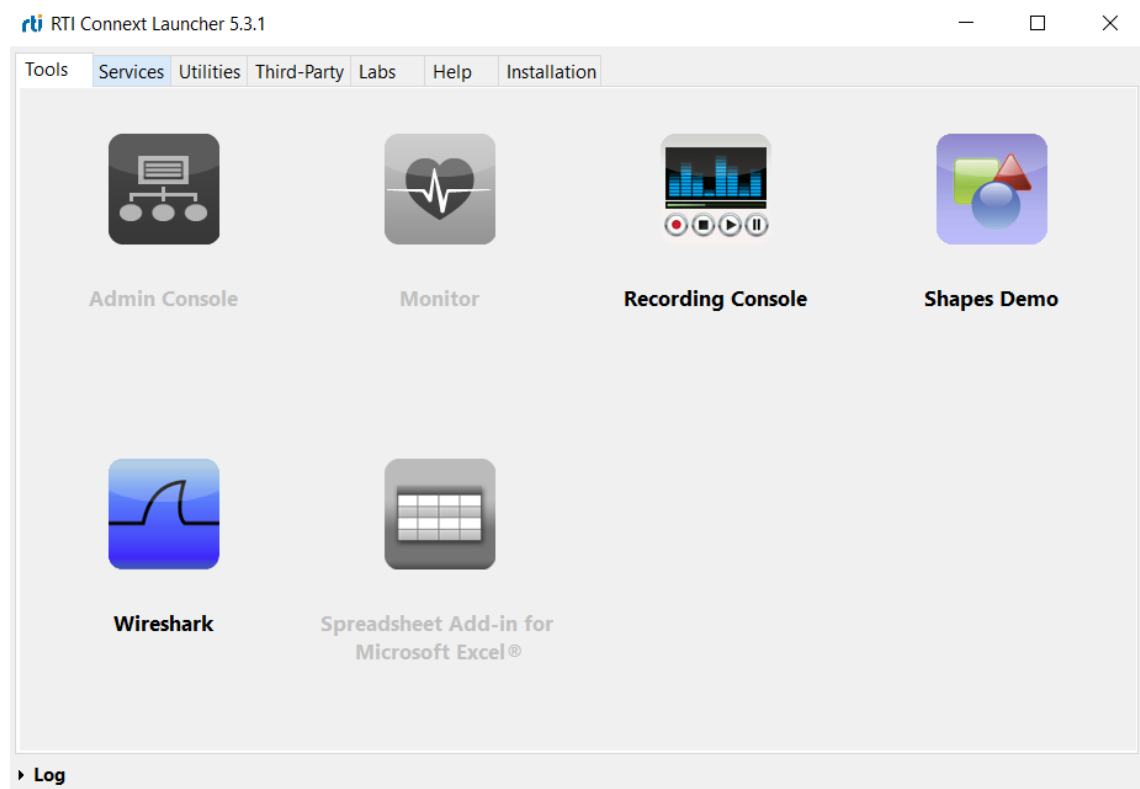 rti RTI Connext Launcher 5.3.1
Tools Services Utilities Third-Party Labs Help Installation
Admin Console Monitor Recording Console Shapes Demo
Wireshark Spreadsheet Add-in for
Microsoft Excel®
Log